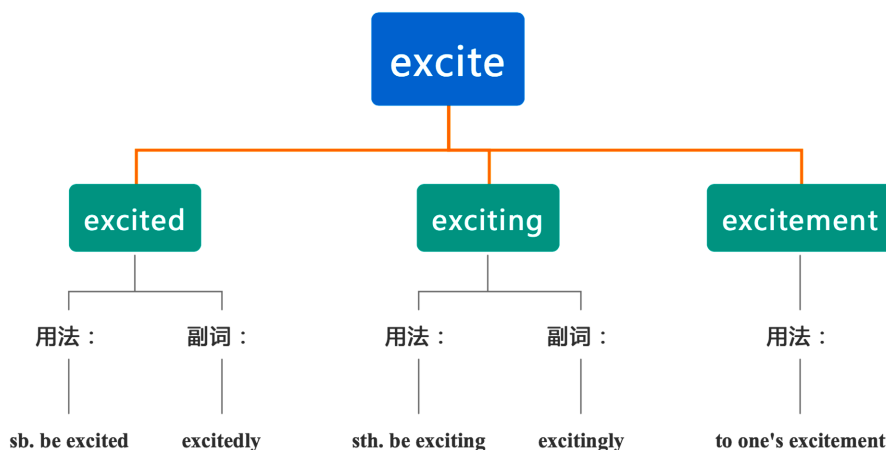 excite
excited
exciting
excitement
用法：
副词：
用法：
副词：
用法：
sb. be excited
excitedly
sth. be exciting
excitingly
to one's excitement